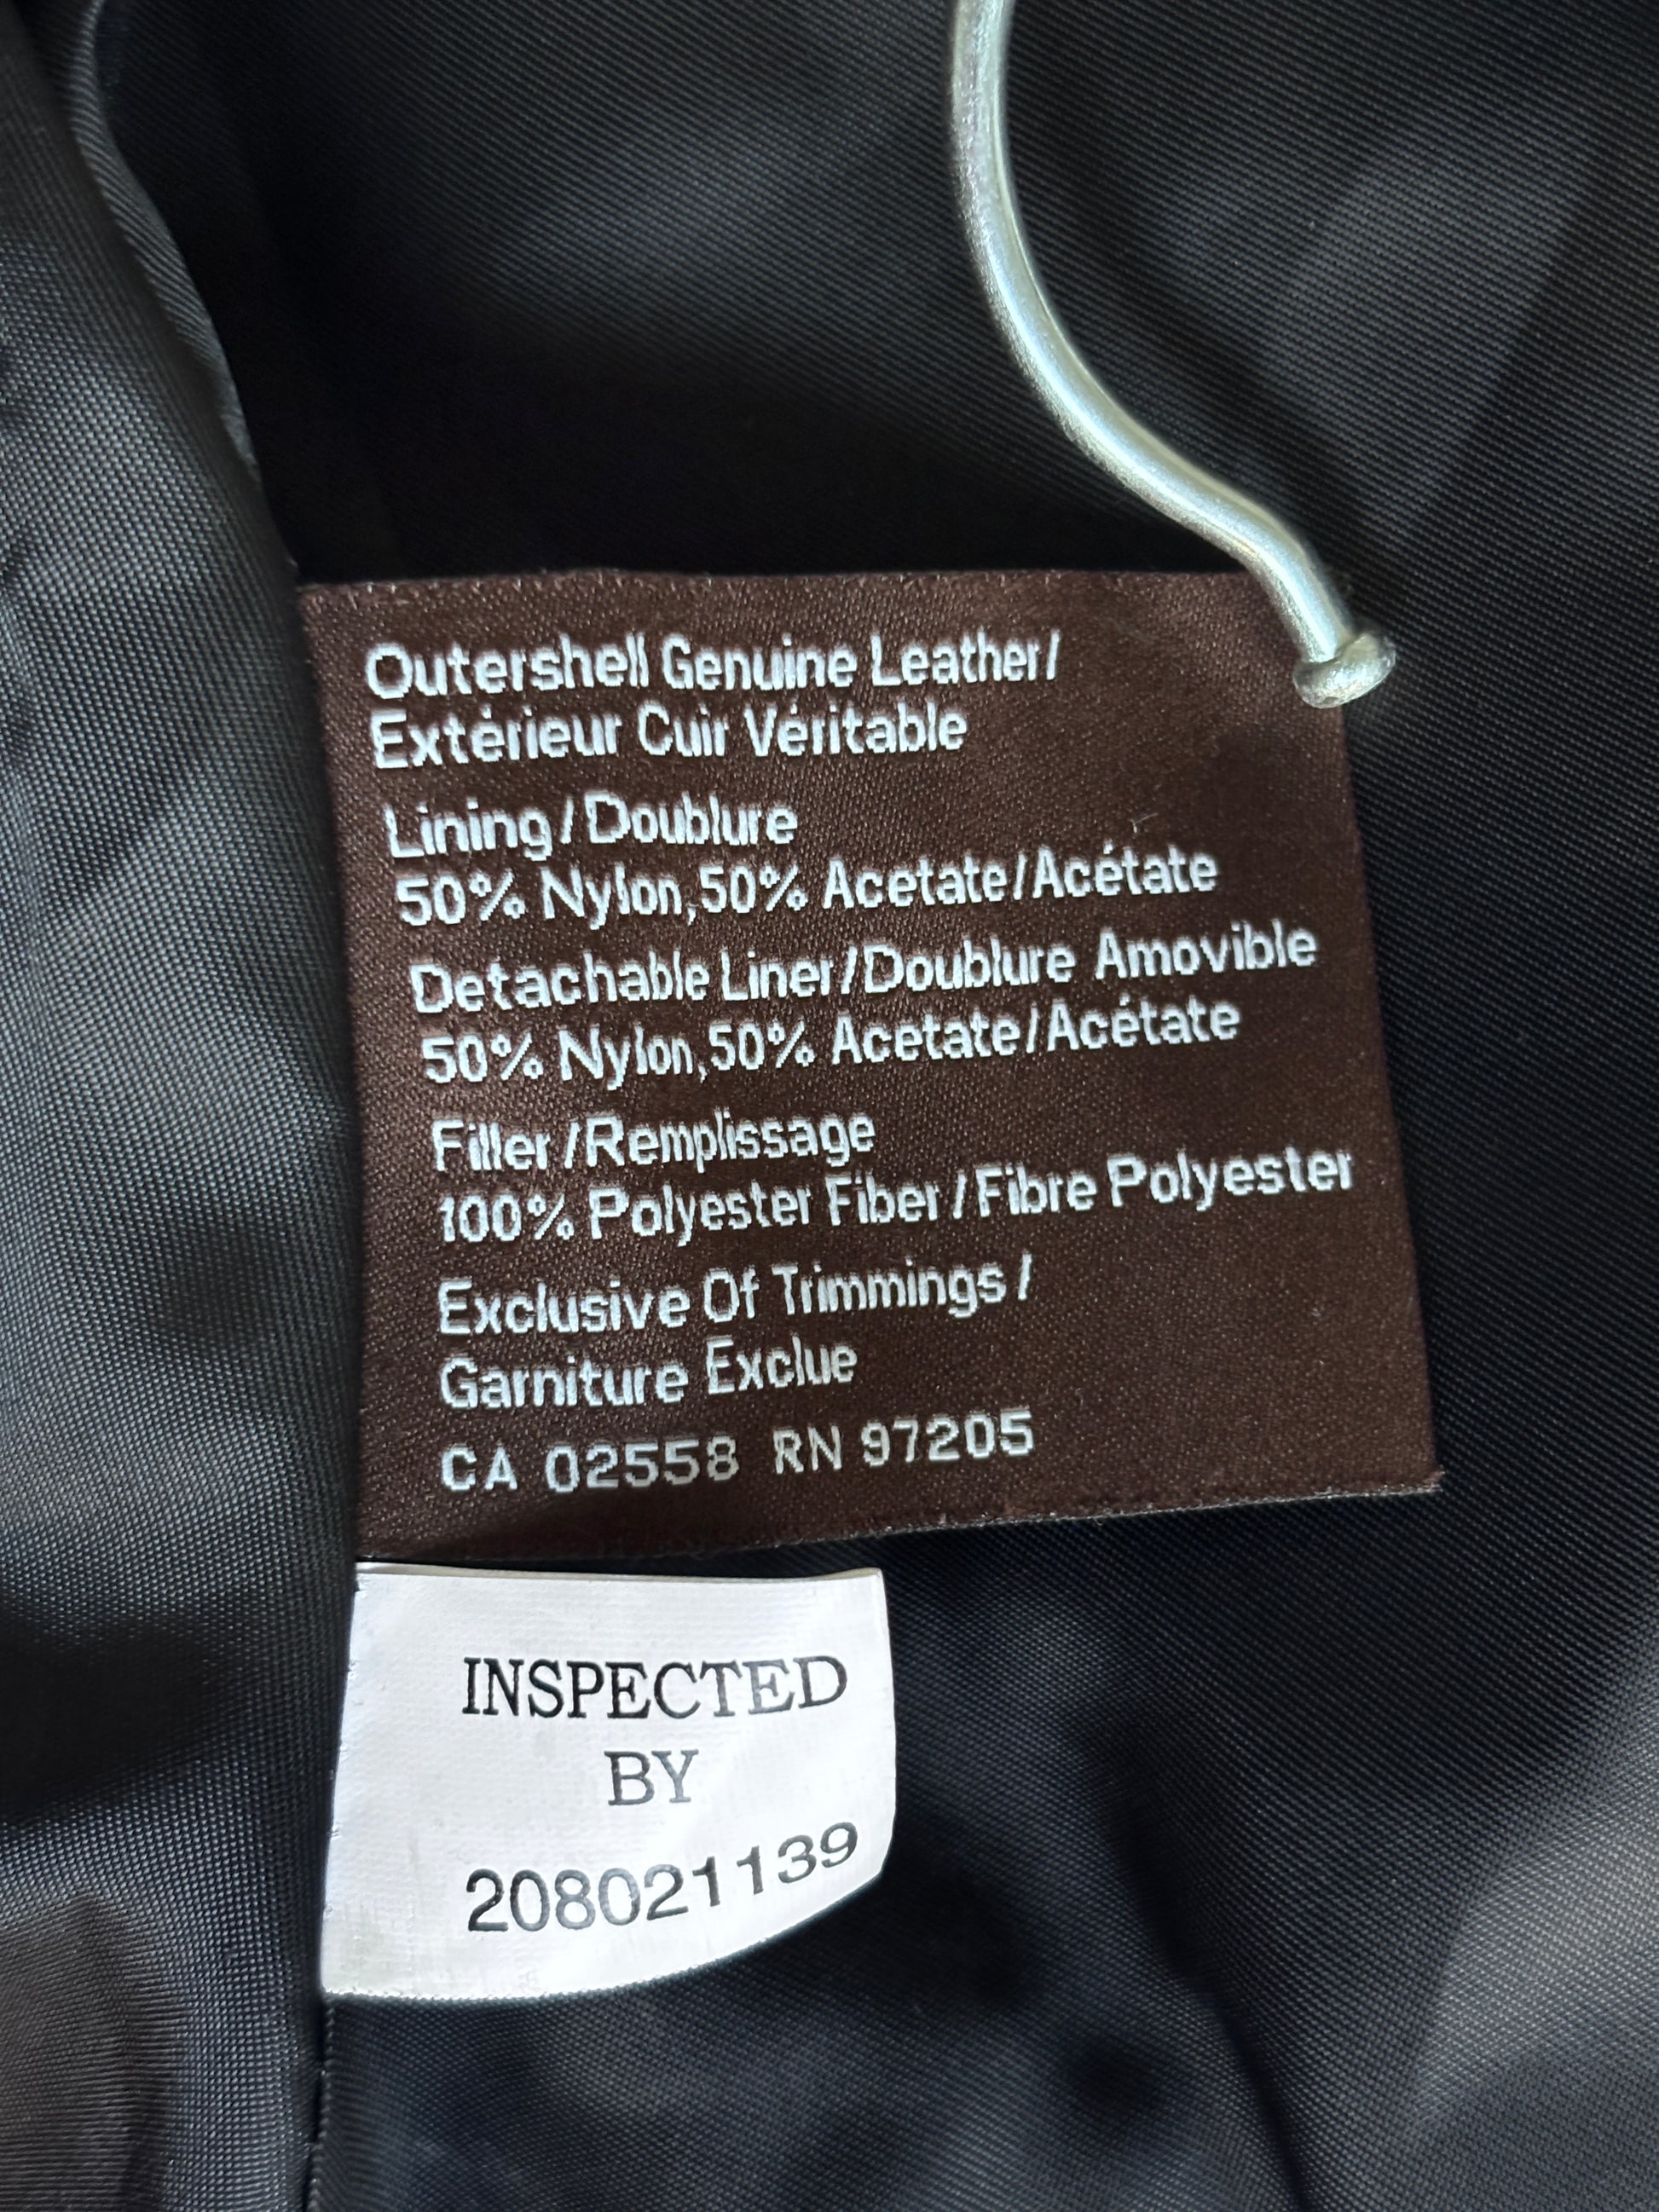 Outershell Genuine Leather/
Extérieur Cuir Véritable
Lining/Doublure
50% Nylon,50% Acetate/Acétate
Detachable Liner/Doublure Amovible
50% Nylon,50% Acetate/Acétate
Filler/Remplissage
100% Polyester Fiber/Fibre Polyester
Exclusive Of Trimmings/
Garniture Exclue
CA 02558 RN 97205
INSPECTED
BY
208021139